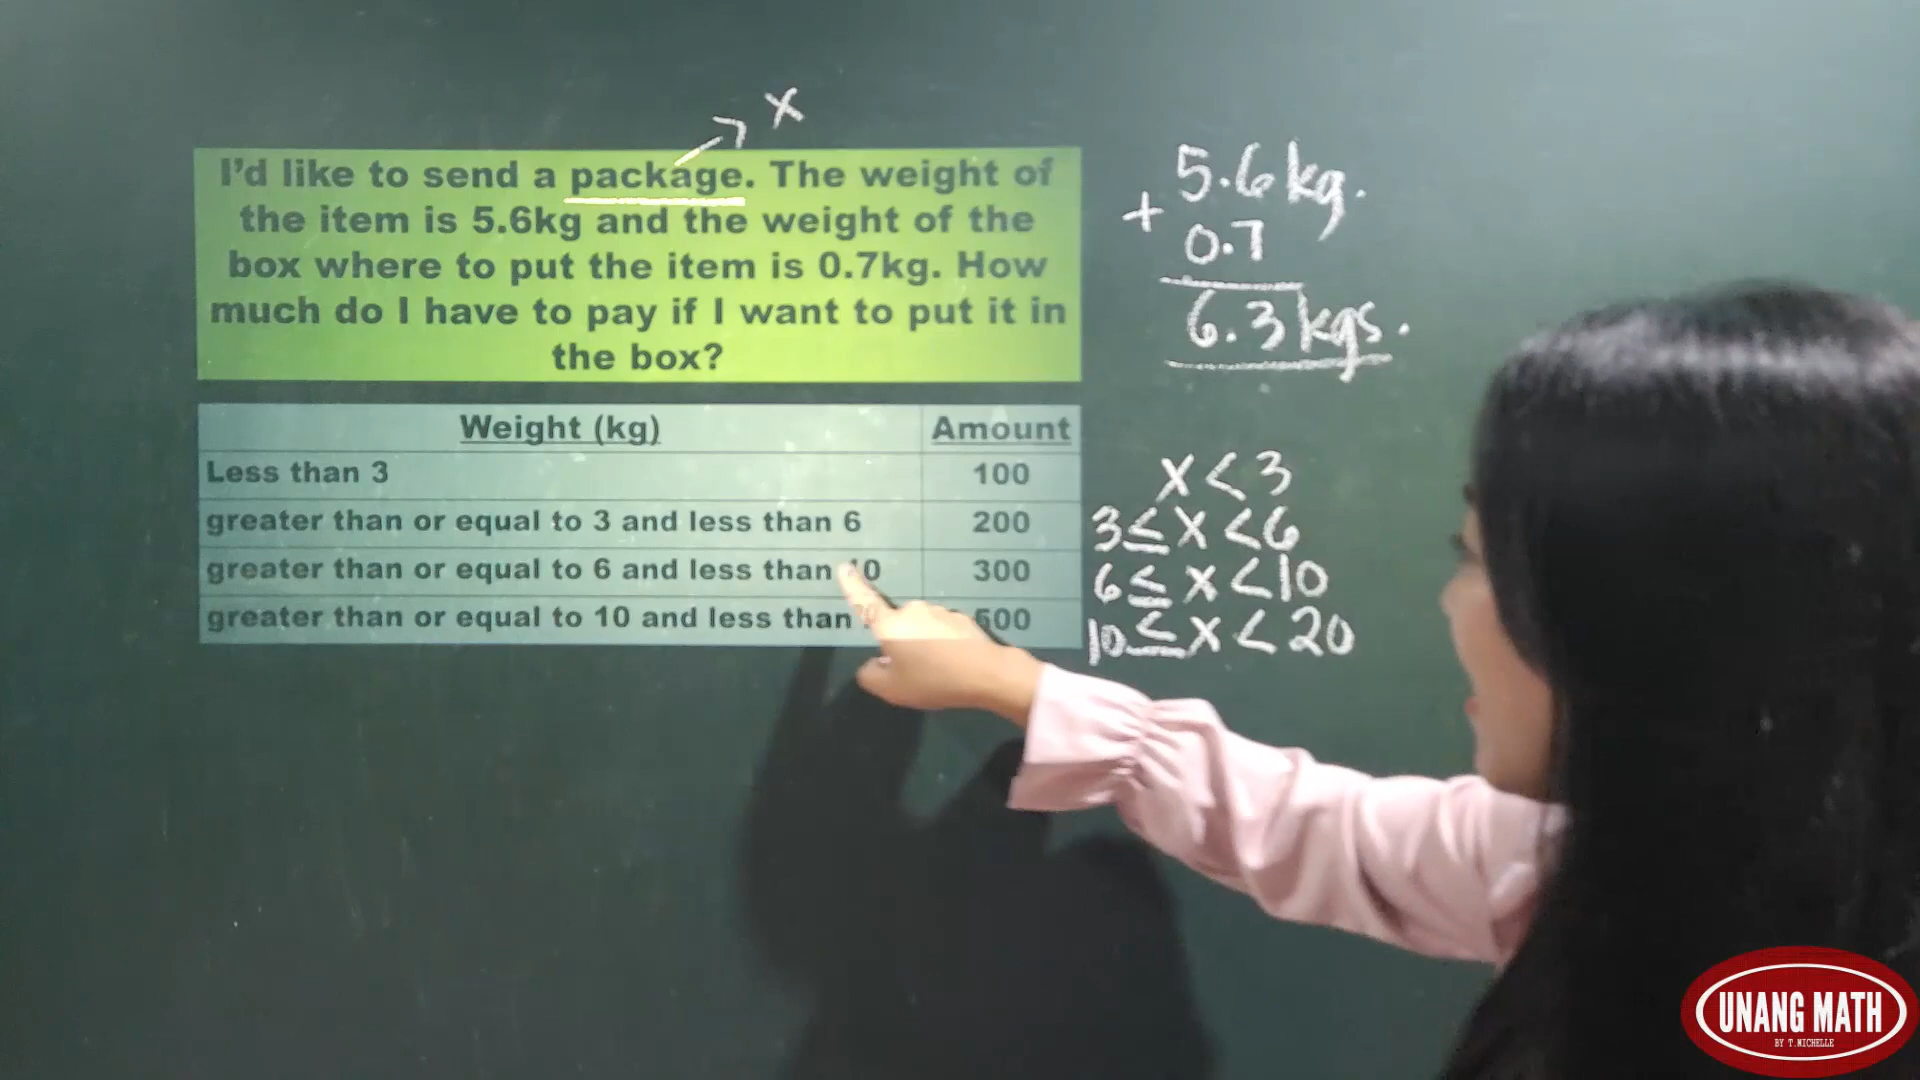 x
I'd like to send a package. The weight of
the item is 5.6kg and the weight of the
box where to put the item is 0.7kg. How
much do I have to pay if I want to put it in
the box?
5.6 kg.
+ 0.7
6.3 kgs.
Weight (kg) Amount
Less than 3 100
greater than or equal to 3 and less than 6 200
greater than or equal to 6 and less than 10 300
greater than or equal to 10 and less than
x < 3
3 ≤ x < 6
6 ≤ x < 10
10 ≤ x < 20
UNANG MATH
BY T.MICHELLE